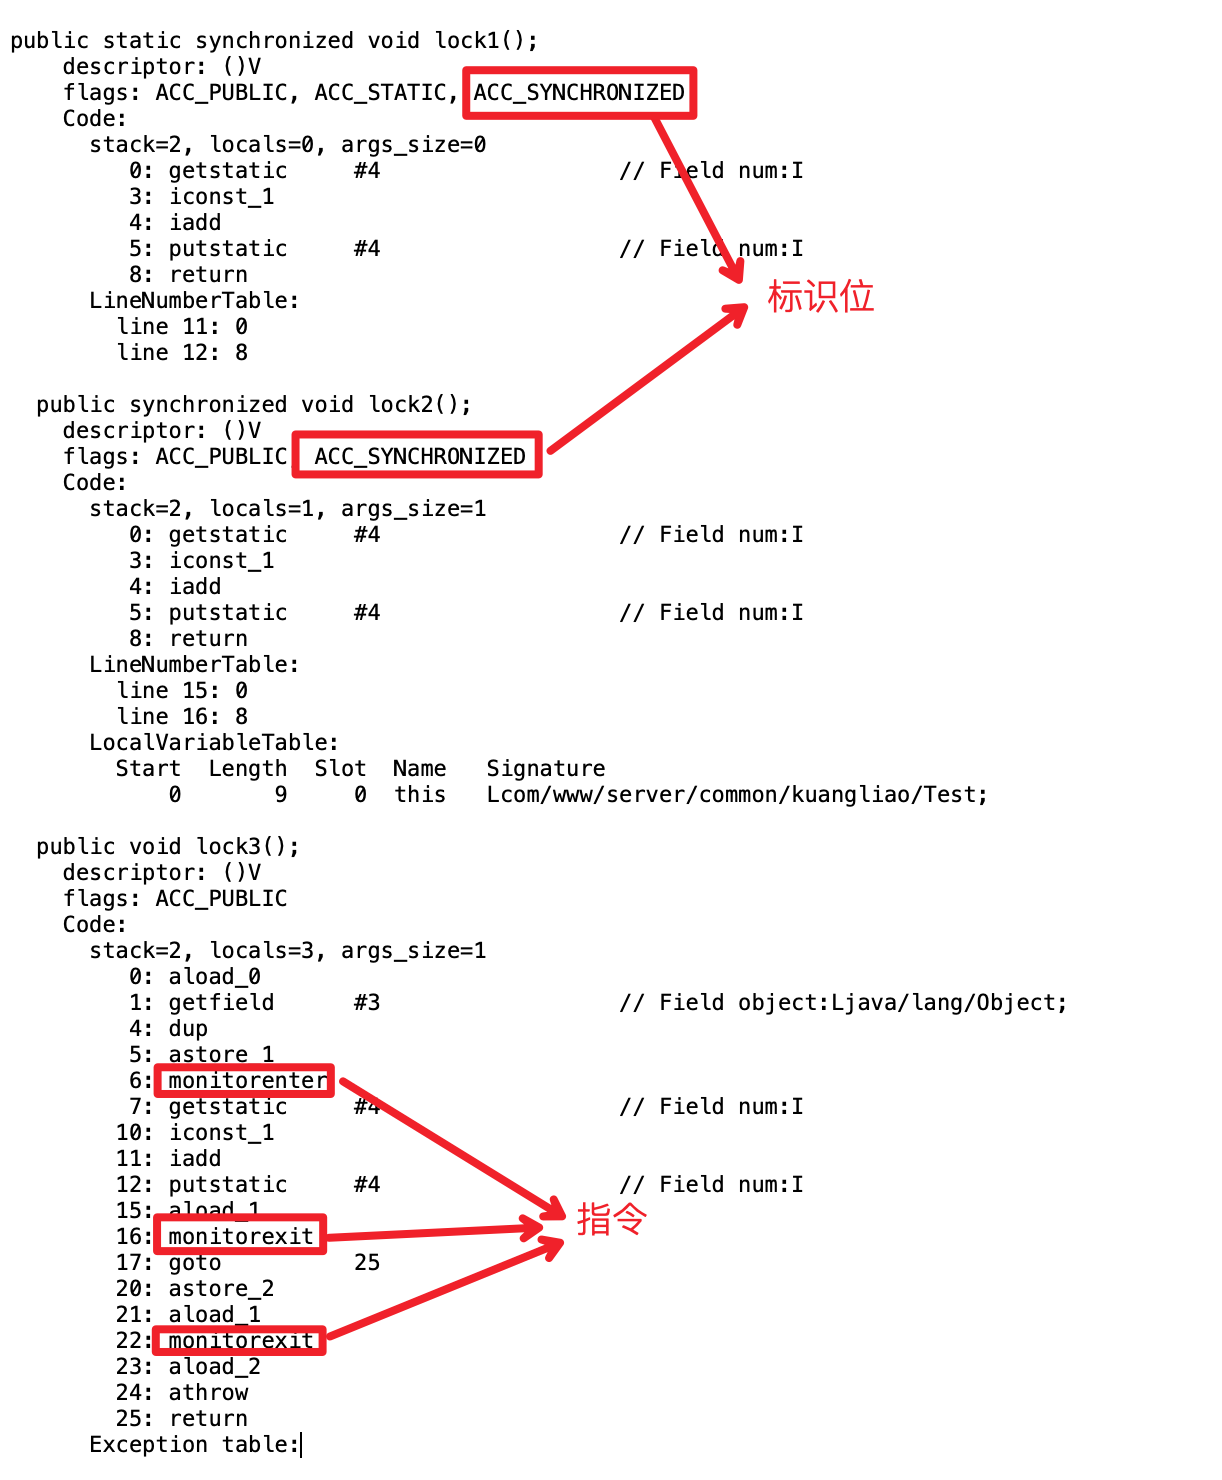 public static synchronized void lock1();
descriptor: ()V
flags: ACC_PUBLIC, ACC_STATIC, ACC_SYNCHRONIZED
Code:
stack=2, locals=0, args_size=0
0: getstatic #4 // Field num:I
3: iconst_1
4: iadd
5: putstatic #4 // Field num:I
8: return
标识位
LineNumberTable:
line 11: 0
line 12: 8
public synchronized void lock2();
descriptor: ()V
flags: ACC_PUBLIC ACC_SYNCHRONIZED
Code:
stack=2, locals=1, args_size=1
0: getstatic #4 // Field num:I
3: iconst_1
4: iadd
5: putstatic #4 // Field num:I
8: return
LineNumberTable:
line 15: 0
line 16: 8
LocalVariableTable:
Start Length Slot Name Signature
0 9 0 this Lcom/www/server/common/kuangliao/Test;
public void lock3();
descriptor: ()V
flags: ACC_PUBLIC
Code:
stack=2, locals=3, args_size=1
0: aload_0
1: getfield #3 // Field object:Ljava/lang/Object;
4: dup
5: astore_1
6: monitorenter
7: getstatic #4 // Field num:I
10: iconst_1
11: iadd
12: putstatic #4 // Field num:I
15: aload_1
指令
16: monitorexit
17: goto 25
20: astore_2
21: aload_1
22: monitorexit
23: aload_2
24: athrow
25: return
Exception table: